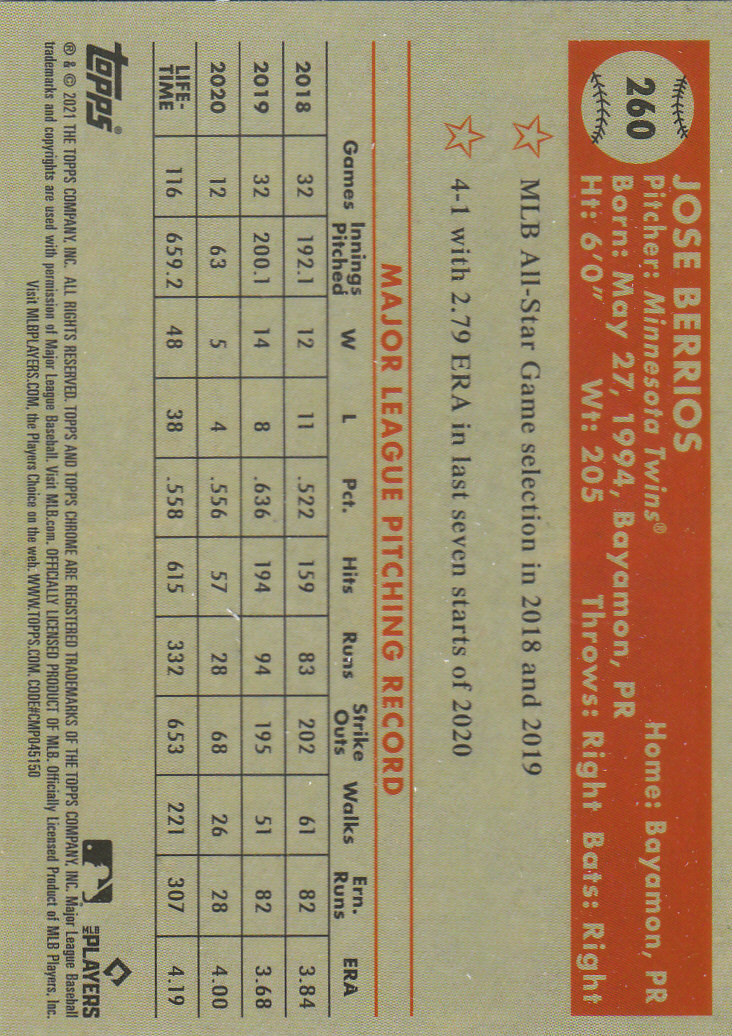 260
JOSE BERRIOS
Pitcher: Minnesota Twins® Home: Bayamon, PR
Born: May 27, 1994, Bayamon, PR
Ht: 6'0" Wt: 205 Throws: Right Bats: Right
MLB All-Star Game selection in 2018 and 2019
4-1 with 2.79 ERA in last seven starts of 2020
MAJOR LEAGUE PITCHING RECORD
Games Innings Pitched W L Pct. Hits Runs Strike Outs Walks Ern. Runs ERA
2018 32 192.1 12 11 .522 159 83 202 61 82 3.84
2019 32 200.1 14 8 .636 194 94 195 51 82 3.68
2020 12 63 5 4 .556 57 28 68 26 28 4.00
LIFE-TIME 116 659.2 48 38 .558 615 332 653 221 307 4.19
topps®
MLB PLAYERS
® & © 2021 THE TOPPS COMPANY, INC. ALL RIGHTS RESERVED. TOPPS AND TOPPS CHROME ARE REGISTERED TRADEMARKS OF THE TOPPS COMPANY, INC. Major League Baseball
trademarks and copyrights are used with permission of Major League Baseball. Visit MLB.com. OFFICIALLY LICENSED PRODUCT OF MLB. Officially Licensed Product of MLB Players, Inc.
Visit MLBPLAYERS.COM, the Players Choice on the web. WWW.TOPPS.COM. CODE#CMP045150